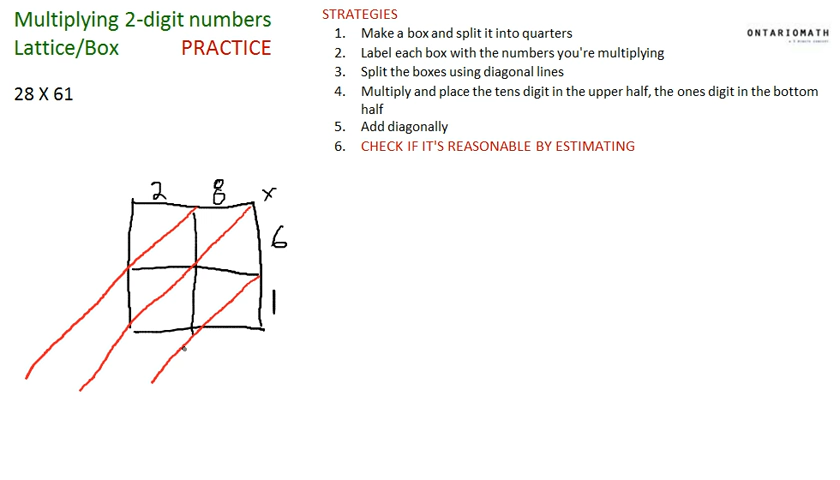 Multiplying 2-digit numbers
Lattice/Box PRACTICE
28 X 61
STRATEGIES
1. Make a box and split it into quarters
2. Label each box with the numbers you're multiplying
3. Split the boxes using diagonal lines
4. Multiply and place the tens digit in the upper half, the ones digit in the bottom
half
5. Add diagonally
6. CHECK IF IT'S REASONABLE BY ESTIMATING
ONTARIOMATH
2 8 x
6
1